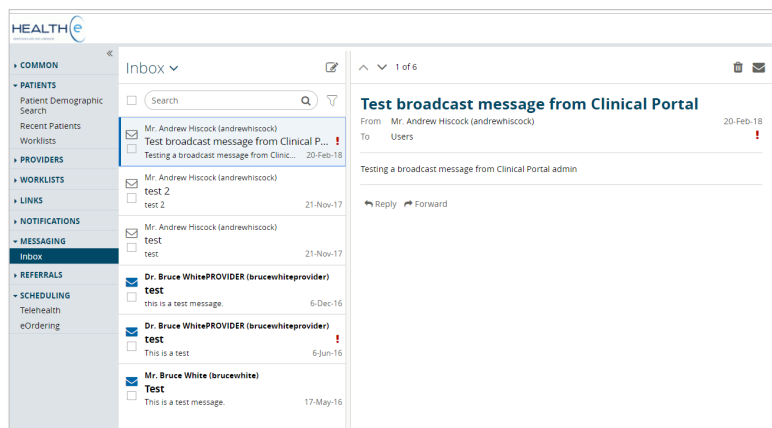 HEALTH e
«
COMMON
PATIENTS
Patient Demographic
Search
Recent Patients
Worklists
PROVIDERS
WORKLISTS
LINKS
NOTIFICATIONS
MESSAGING
Inbox
REFERRALS
SCHEDULING
Telehealth
eOrdering
Inbox
Search
Mr. Andrew Hiscock (andrewhiscock)
Test broadcast message from Clinical P... !
Testing a broadcast message from Clinic... 20-Feb-18
Mr. Andrew Hiscock (andrewhiscock)
test 2
test 2 21-Nov-17
Mr. Andrew Hiscock (andrewhiscock)
test
test 21-Nov-17
Dr. Bruce WhitePROVIDER (brucewhiteprovider)
test
this is a test message. 6-Dec-16
Dr. Bruce WhitePROVIDER (brucewhiteprovider)
test !
This is a test 6-Jun-16
Mr. Bruce White (brucewhite)
Test
This is a test message. 17-May-16
1 of 6
Test broadcast message from Clinical Portal
From Mr. Andrew Hiscock (andrewhiscock) 20-Feb-18
To Users !
Testing a broadcast message from Clinical Portal admin
Reply Forward